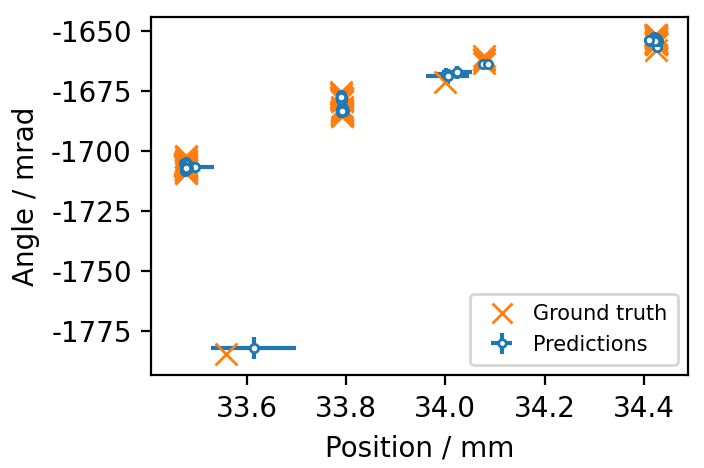 -1650
-1675
-1700
-1725
-1750
-1775
Angle / mrad
33.6 33.8 34.0 34.2 34.4
Position / mm
Ground truth
Predictions